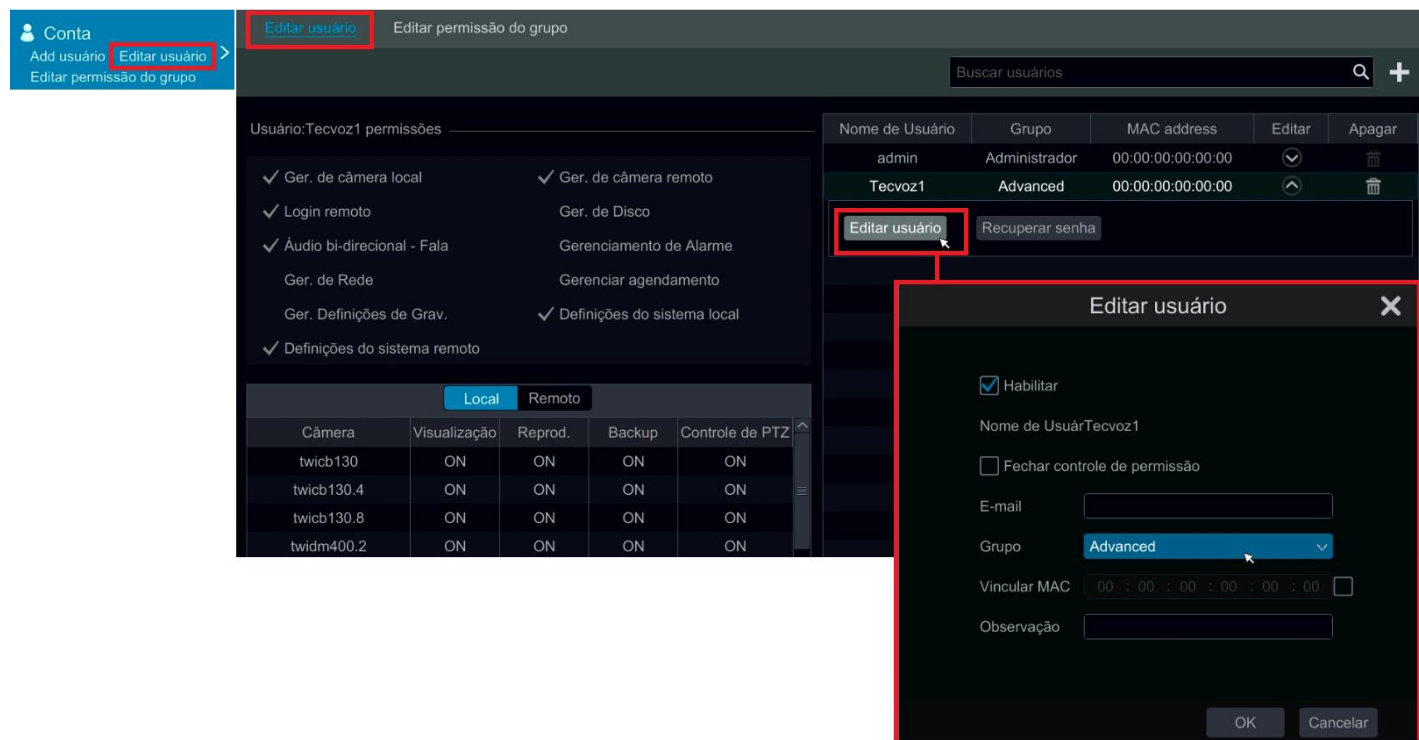 Conta
Add usuário Editar usuário
Editar permissão do grupo
Editar usuário Editar permissão do grupo
Buscar usuários
Usuário:Tecvoz1 permissões
Ger. de câmera local Ger. de câmera remoto
Login remoto Ger. de Disco
Áudio bi-direcional - Fala Gerenciamento de Alarme
Ger. de Rede Gerenciar agendamento
Ger. Definições de Grav. Definições do sistema local
Definições do sistema remoto
Local Remoto
Câmera Visualização Reprod. Backup Controle de PTZ
twicb130 ON ON ON ON
twicb130.4 ON ON ON ON
twicb130.8 ON ON ON ON
twidm400.2 ON ON ON ON
Nome de Usuário Grupo MAC address Editar Apagar
admin Administrador 00:00:00:00:00:00
Tecvoz1 Advanced 00:00:00:00:00:00
Editar usuário Recuperar senha
Editar usuário
Habilitar
Nome de UsuárTecvoz1
Fechar controle de permissão
E-mail
Grupo Advanced
Vincular MAC 00 : 00 : 00 : 00 : 00 : 00
Observação
OK Cancelar